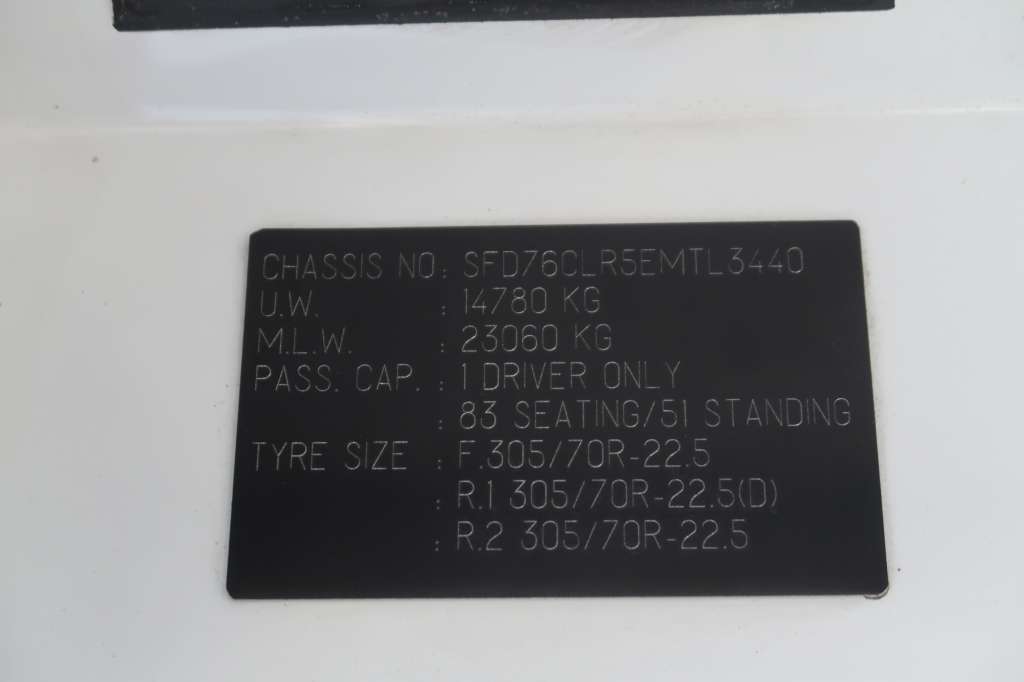 CHASSIS NO: SFD76CLR5EMTL3440
U.W. : 14780 KG
M.L.W. : 23060 KG
PASS. CAP. : 1 DRIVER ONLY
: 83 SEATING/51 STANDING
TYRE SIZE : F.305/70R-22.5
: R.1 305/70R-22.5(D)
: R.2 305/70R-22.5